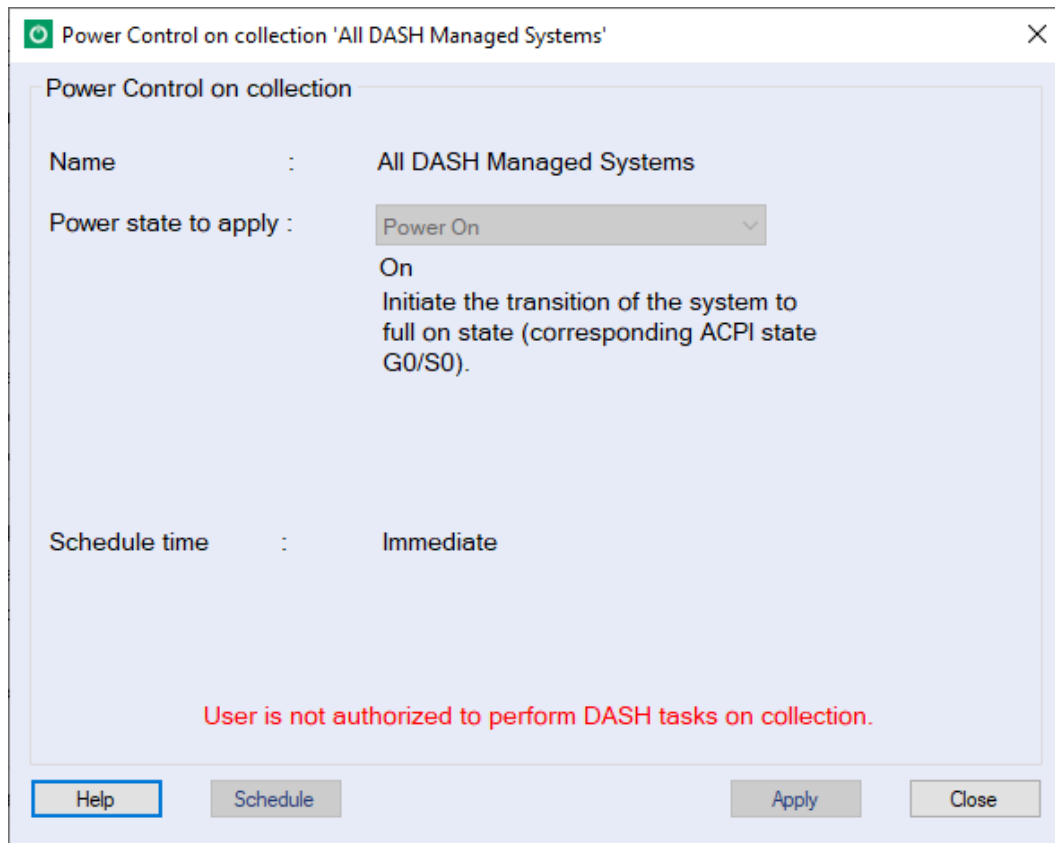 Power Control on collection 'All DASH Managed Systems'
Power Control on collection
Name : All DASH Managed Systems
Power state to apply : Power On
On
Initiate the transition of the system to
full on state (corresponding ACPI state
G0/S0).
Schedule time : Immediate
User is not authorized to perform DASH tasks on collection.
Help Schedule Apply Close